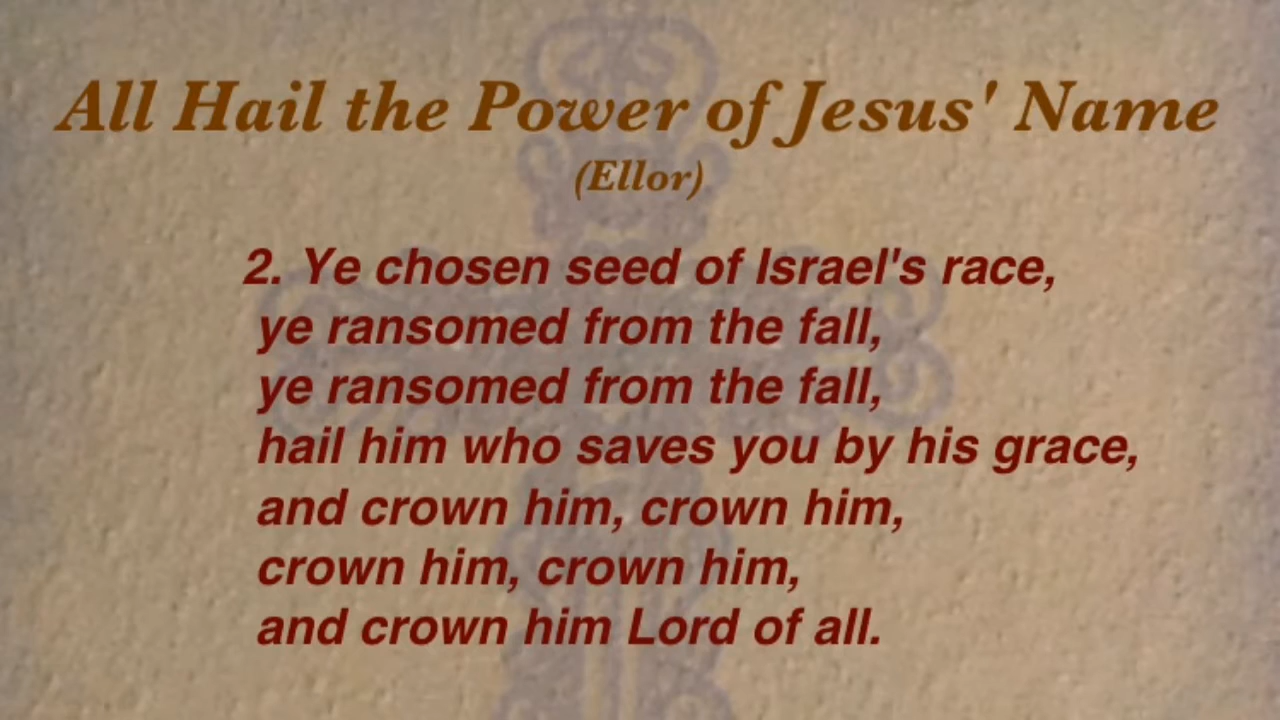 All Hail the Power of Jesus' Name
(Ellor)
2. Ye chosen seed of Israel's race,
ye ransomed from the fall,
ye ransomed from the fall,
hail him who saves you by his grace,
and crown him, crown him,
crown him, crown him,
and crown him Lord of all.